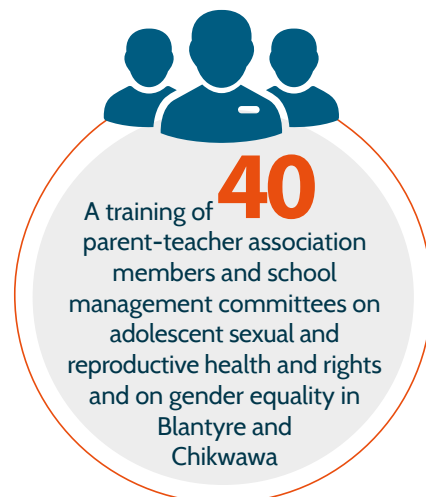 A training of 40
parent-teacher association
members and school
management committees on
adolescent sexual and
reproductive health and rights
and on gender equality in
Blantyre and
Chikwawa